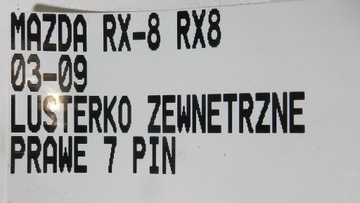 MAZDA RX-8 RX8
03-09
LUSTERKO ZEWNETRZNE
PRAWE 7 PIN